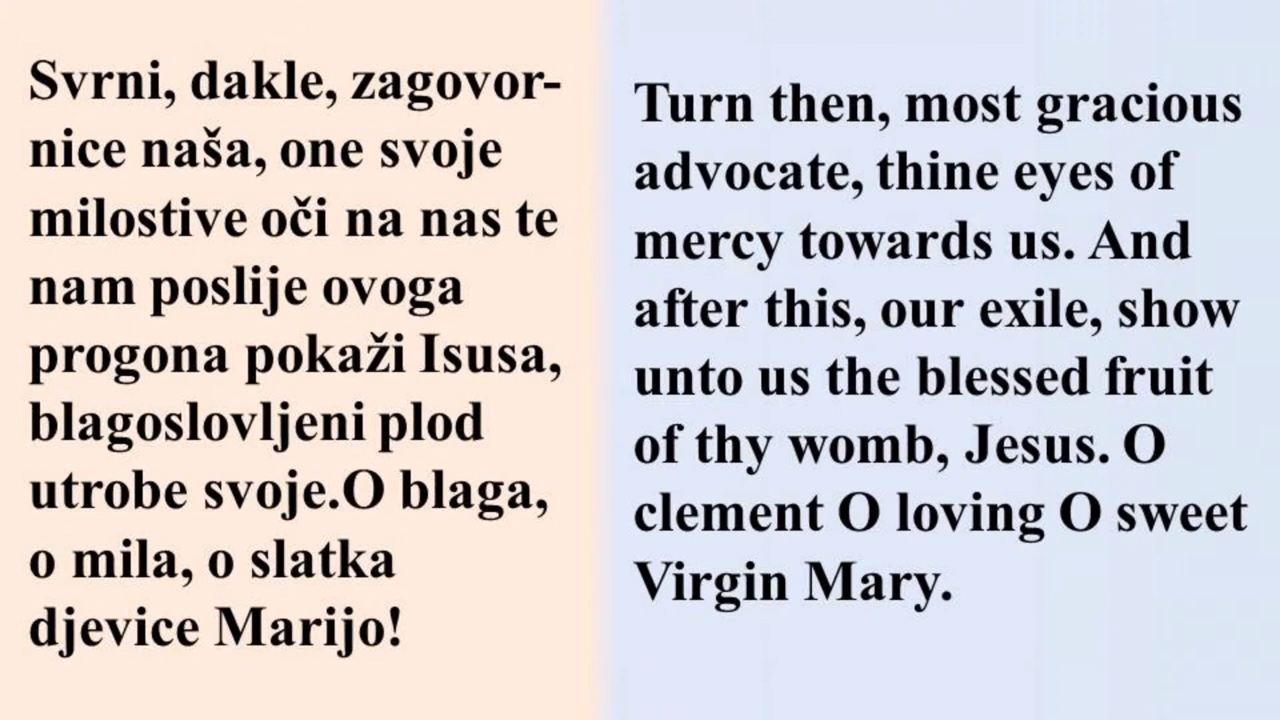 Svrni, dakle, zagovor-
nice naša, one svoje
milostive oči na nas te
nam poslije ovoga
progona pokaži Isusa,
blagoslovljeni plod
utrobe svoje.O blaga,
o mila, o slatka
djevice Marijo!
Turn then, most gracious
advocate, thine eyes of
mercy towards us. And
after this, our exile, show
unto us the blessed fruit
of thy womb, Jesus. O
clement O loving O sweet
Virgin Mary.